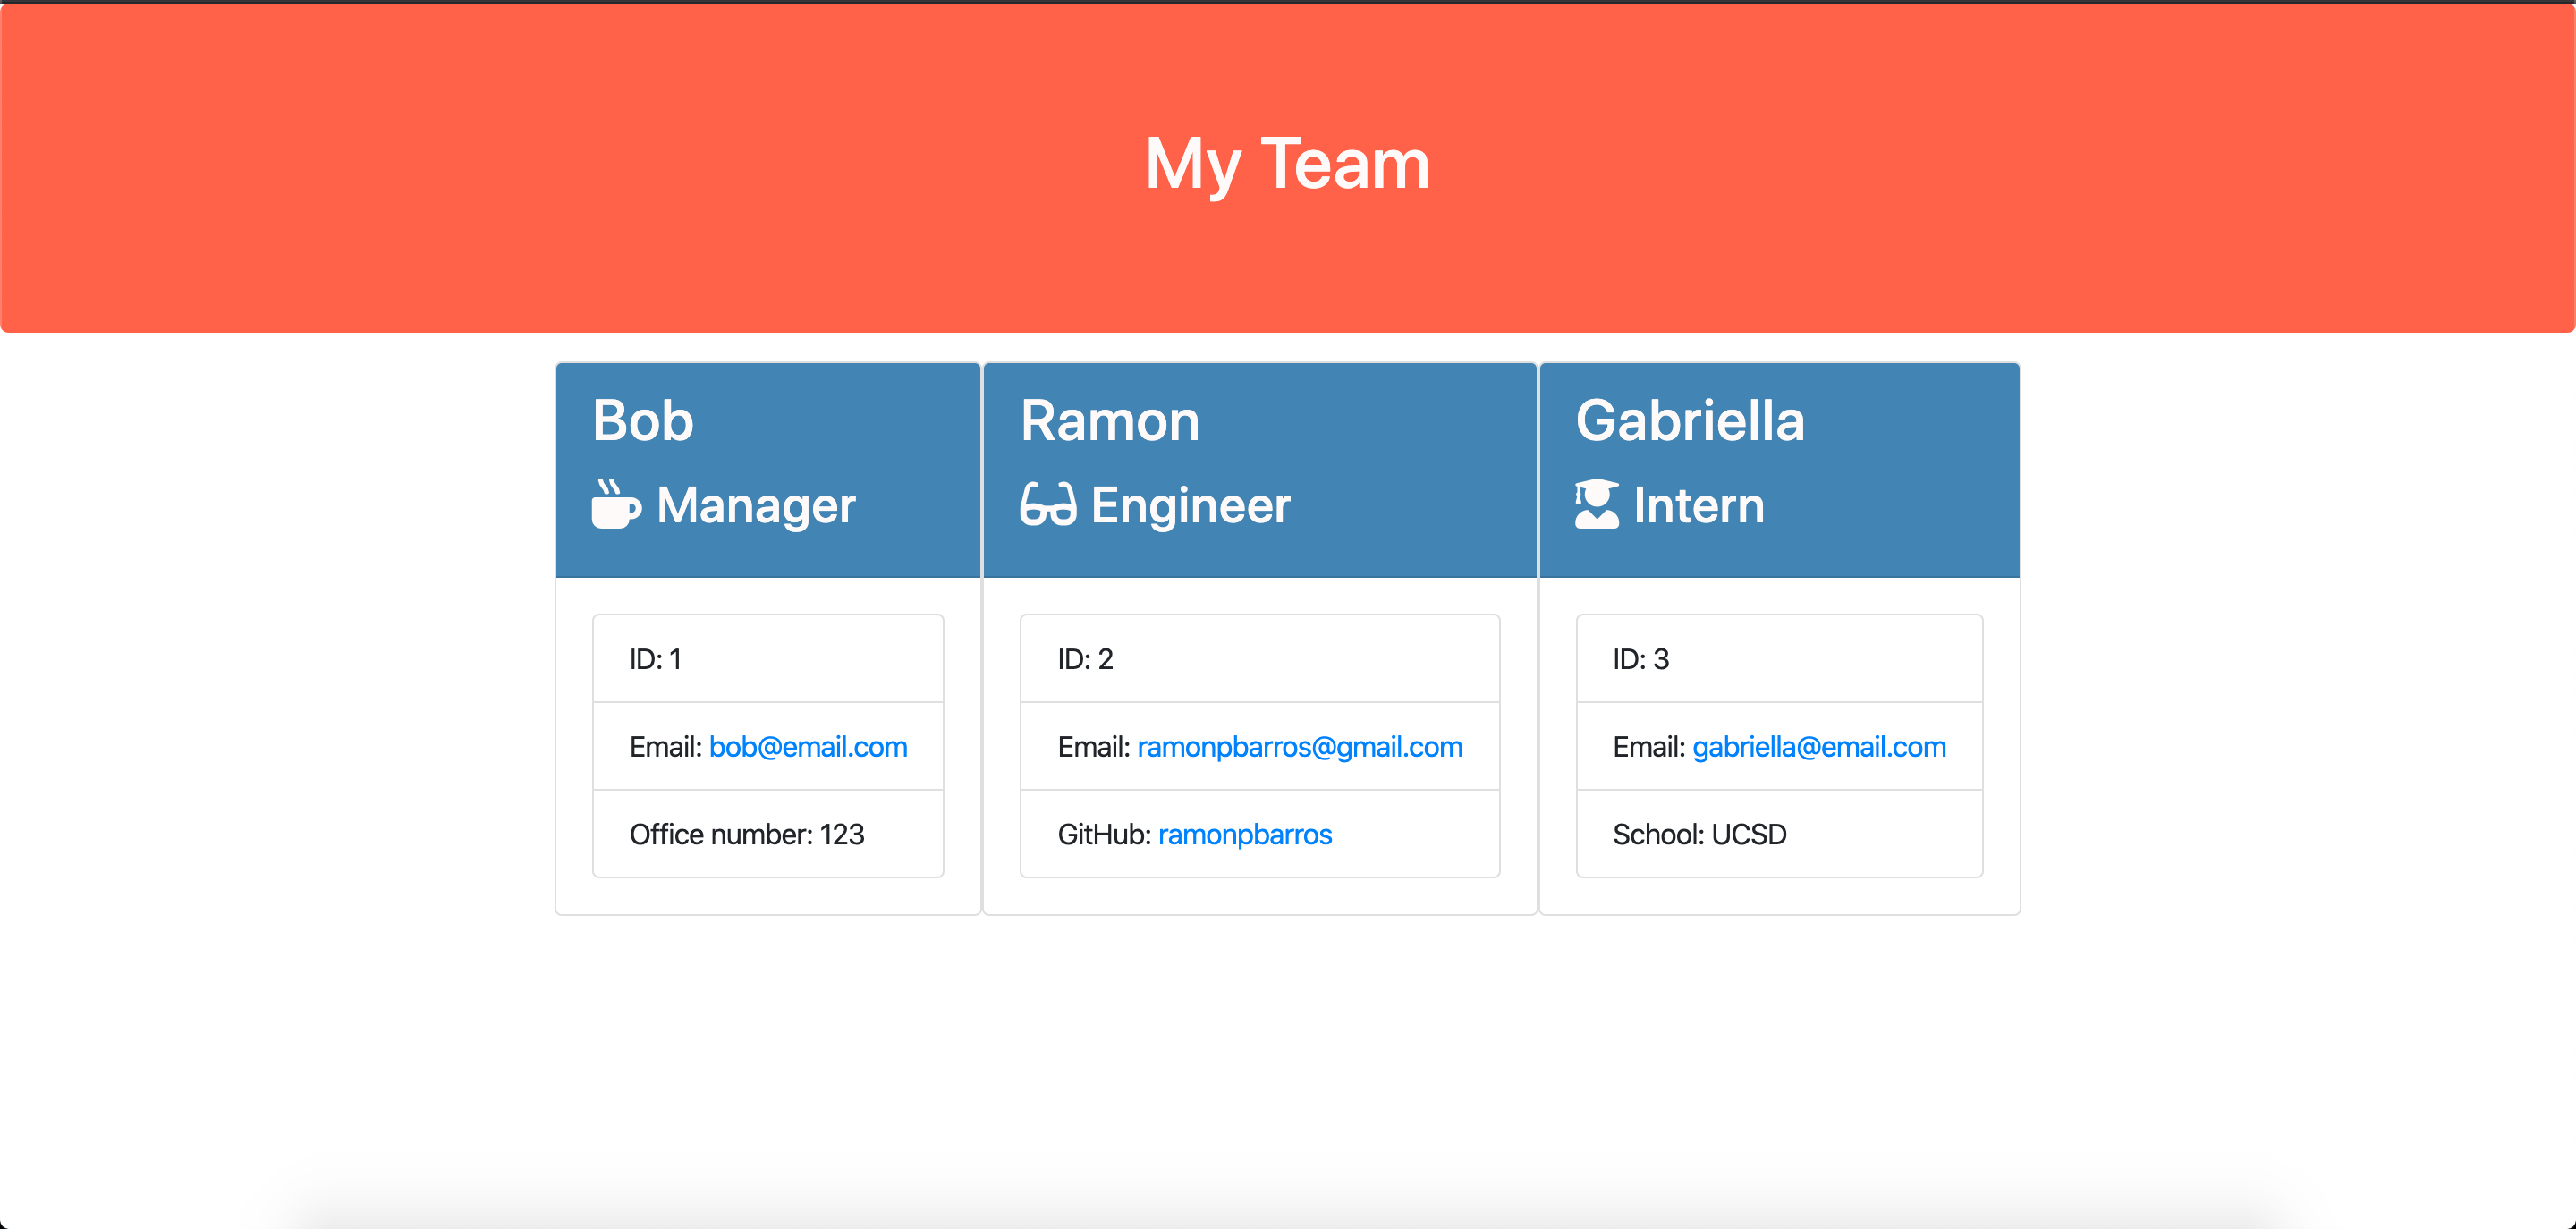 My Team
Bob
Manager
ID: 1
Email: bob@email.com
Office number: 123
Ramon
Engineer
ID: 2
Email: ramonpbarros@gmail.com
GitHub: ramonpbarros
Gabriella
Intern
ID: 3
Email: gabriella@email.com
School: UCSD